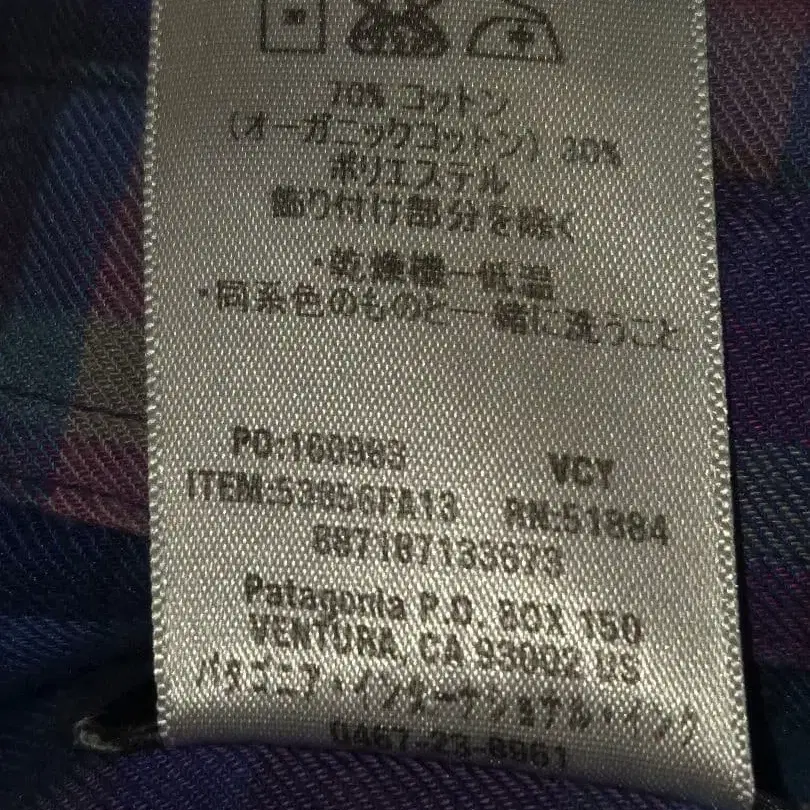 70% コットン
(オーガニックコットン) 30%
ポリエステル
飾り付け部分を除く
・乾燥機一低温
・同系色のものと一緒に洗うこと
PO:160963 VCY
ITEM:53856FA13 RN:51884
887187133673
Patagonia P.O. BOX 150
VENTURA, CA 93002 US
パタゴニア・インターナショナル・インク
0467-23-8961